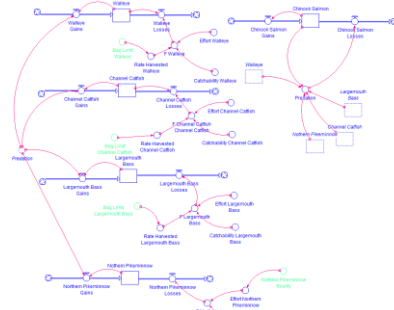 Walleye
Walleye
Gains
Walleye
Losses
Bag Limit
Walleye
Effort Walleye
F Walleye
Rate Harvested
Walleye
Catchability Walleye
Channel Catfish
Channel Catfish
Gains
Channel Catfish
Losses
Effort Channel Catfish
F Channel Catfish
Channel Catfish
Bag Limit
Channel Catfish
Rate Harvested
Channel Catfish
Catchability Channel Catfish
Predation
Largemouth
Bass
Largemouth Bass
Gains
Largemouth Bass
Losses
Bag Limit
Largemouth Bass
Effort Largemouth
Bass
F Largemouth
Bass
Rate Harvested
Largemouth Bass
Catchability Largemouth
Bass
Northern Pikeminnow
Northern Pikeminnow
Gains
Northern Pikeminnow
Losses
Northern Pikeminnow
Bounty
Effort Northern
Pikeminnow
Chinook Salmon
Chinook Salmon
Gains
Chinook Salmon
Losses
Walleye
Largemouth
Bass
Predation
Channel Catfish
Northern Pikeminnow